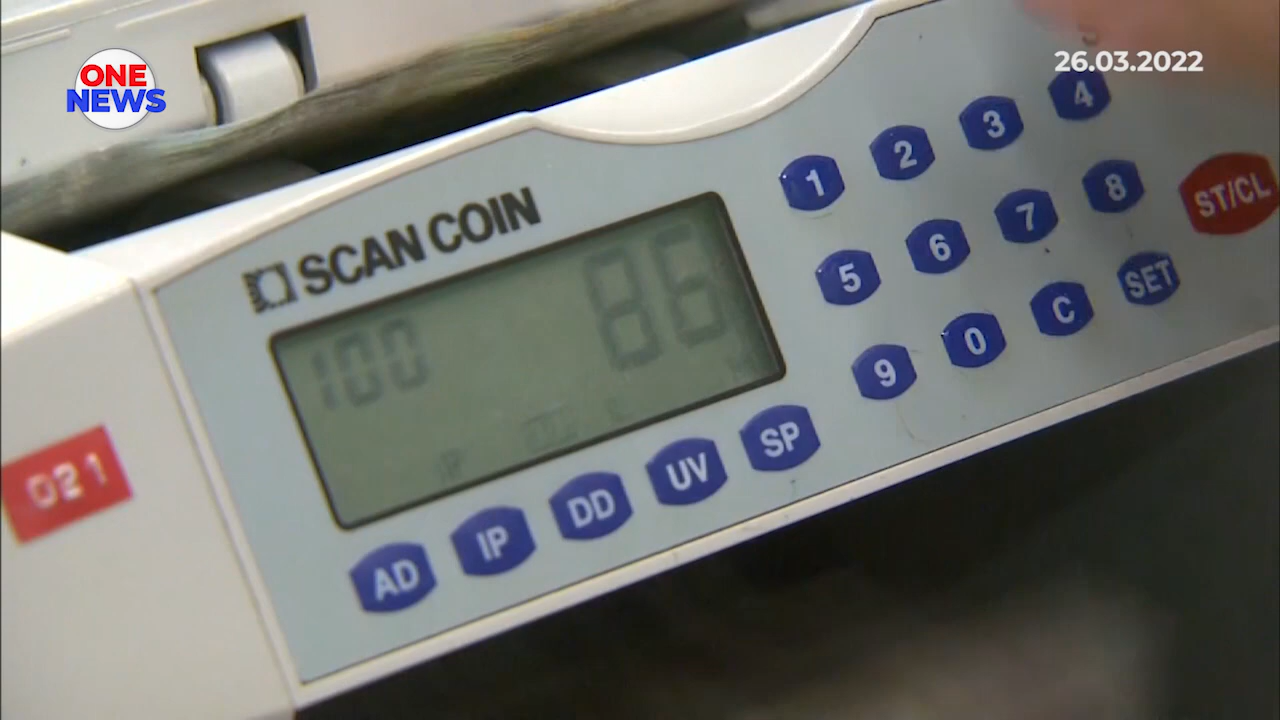 ONE
NEWS
26.03.2022
SCAN COIN
100 86
1 2 3 4
5 6 7 8 ST/CL
9 0 C SET
AD IP DD UV SP
021